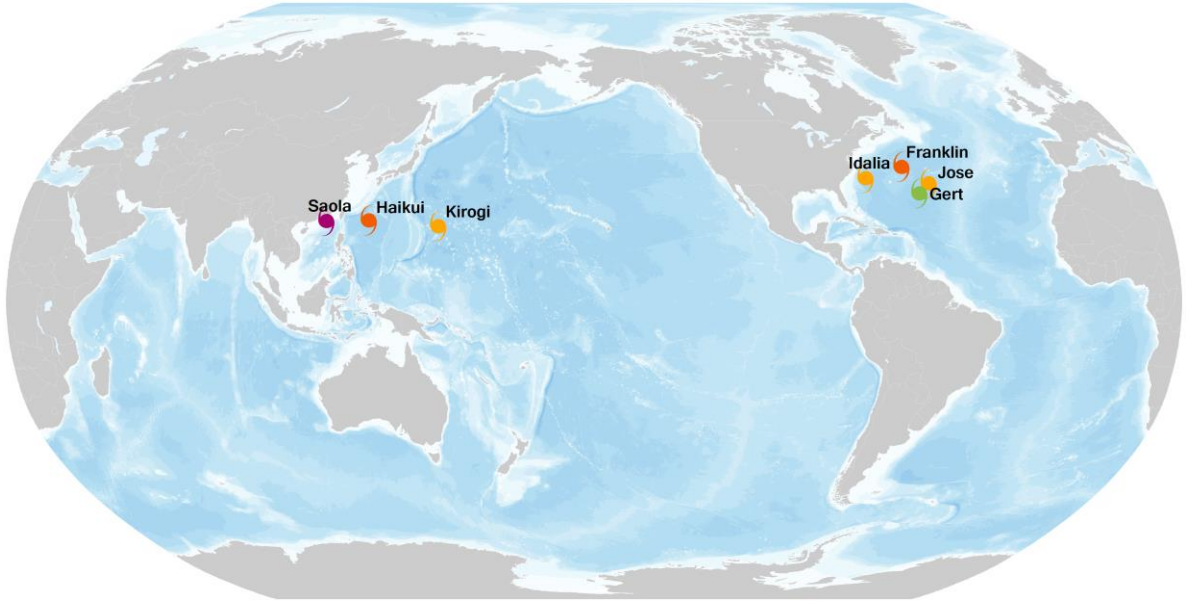 Idalia
Franklin
Jose
Gert
Saola
Haikui
Kirogi